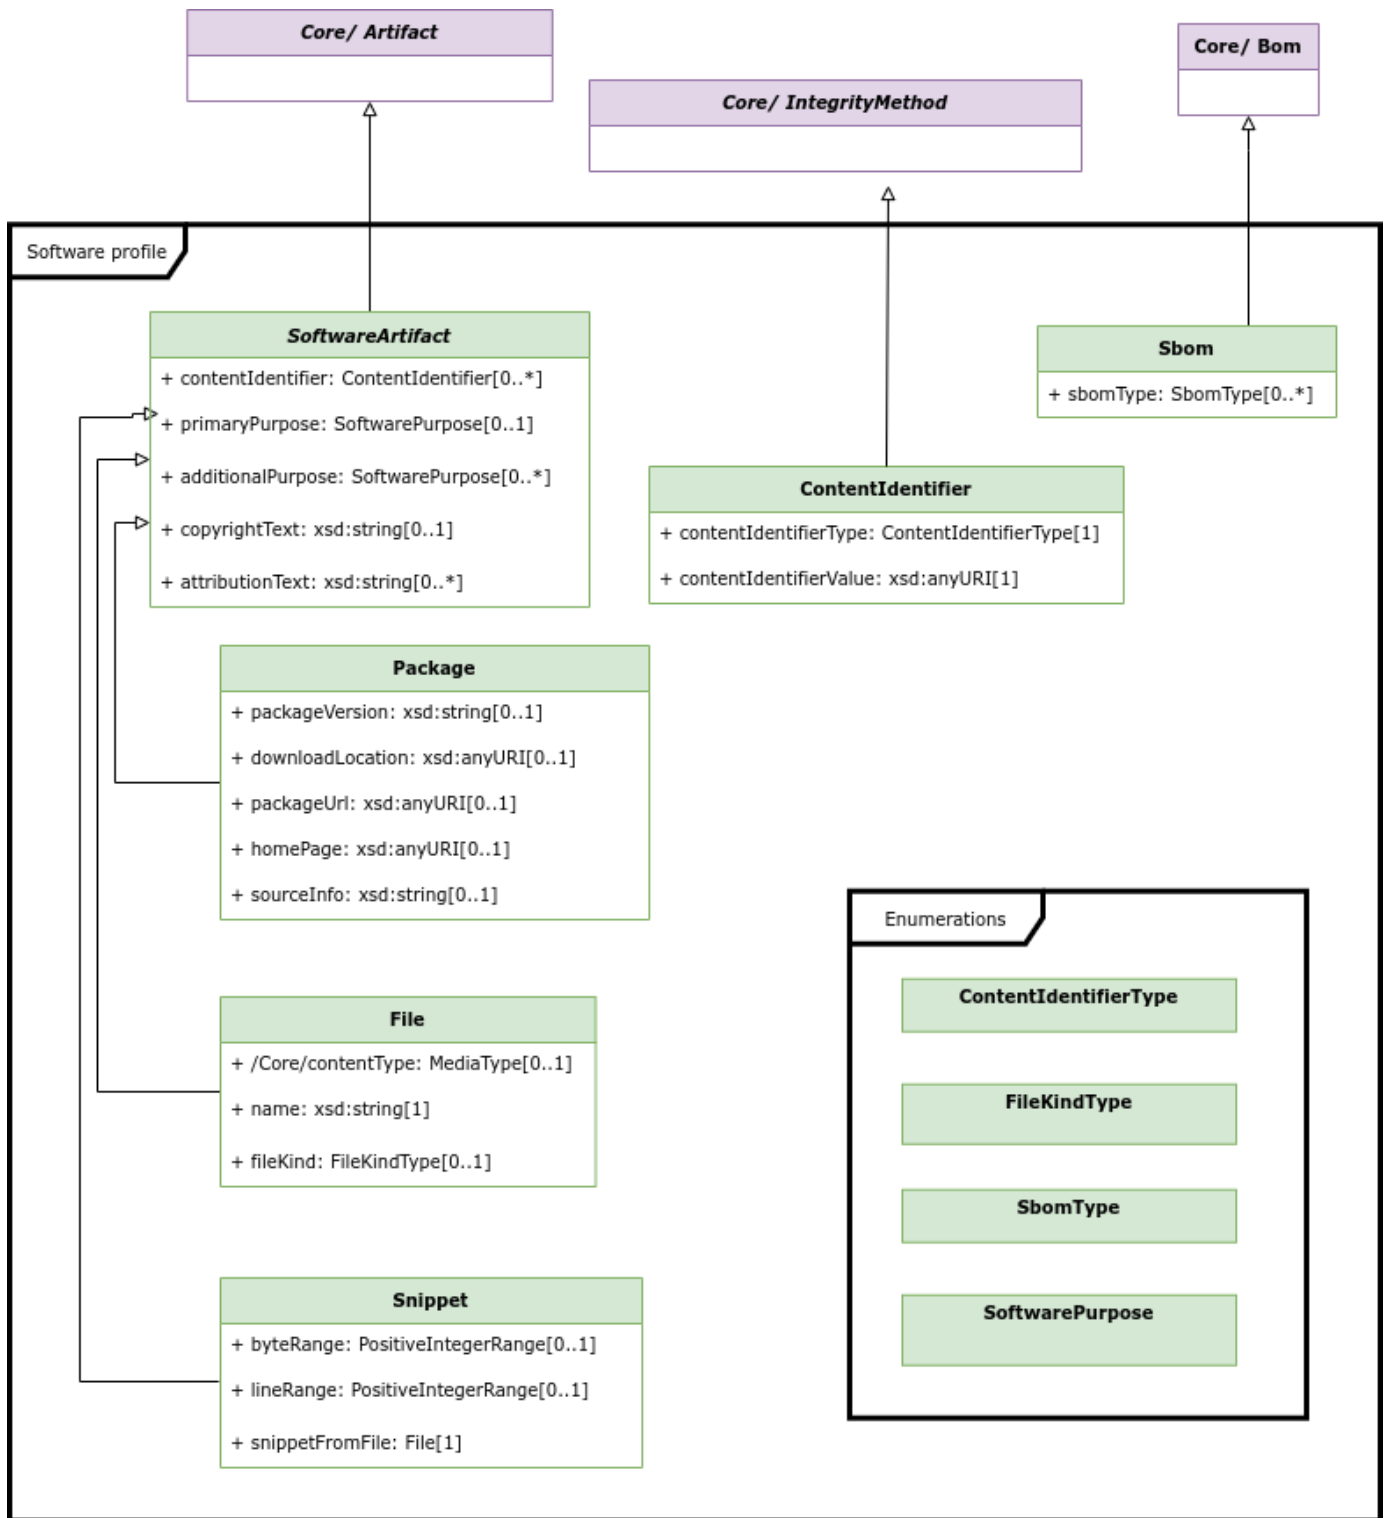 Core/ Artifact
Core/ Bom
Core/ IntegrityMethod
Software profile
SoftwareArtifact
+ contentIdentifier: ContentIdentifier[0..*]
+ primaryPurpose: SoftwarePurpose[0..1]
+ additionalPurpose: SoftwarePurpose[0..*]
+ copyrightText: xsd:string[0..1]
+ attributionText: xsd:string[0..*]
Sbom
+ sbomType: SbomType[0..*]
ContentIdentifier
+ contentIdentifierType: ContentIdentifierType[1]
+ contentIdentifierValue: xsd:anyURI[1]
Package
+ packageVersion: xsd:string[0..1]
+ downloadLocation: xsd:anyURI[0..1]
+ packageUrl: xsd:anyURI[0..1]
+ homePage: xsd:anyURI[0..1]
+ sourceInfo: xsd:string[0..1]
File
+ /Core/contentType: MediaType[0..1]
+ name: xsd:string[1]
+ fileKind: FileKindType[0..1]
Snippet
+ byteRange: PositiveIntegerRange[0..1]
+ lineRange: PositiveIntegerRange[0..1]
+ snippetFromFile: File[1]
Enumerations
ContentIdentifierType
FileKindType
SbomType
SoftwarePurpose